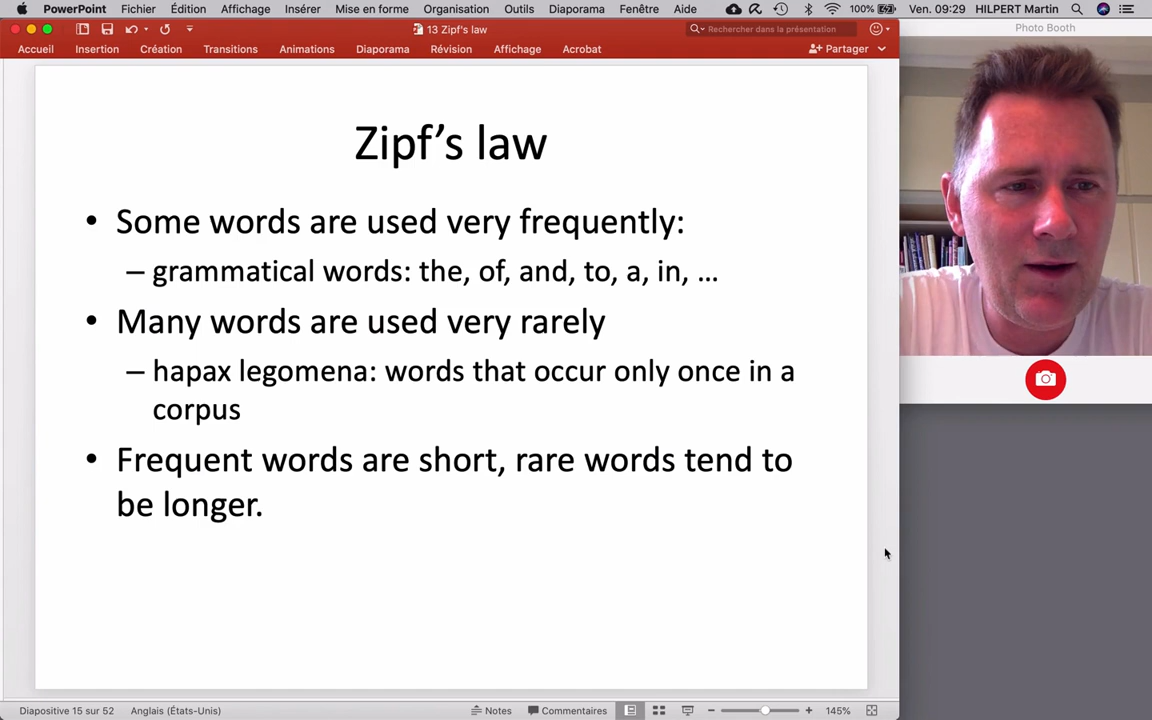 PowerPoint Fichier Édition Affichage Insérer Mise en forme Organisation Outils Diaporama Fenêtre Aide 100% Ven. 09:29 HILPERT Martin
13 Zipf's law
Rechercher dans la présentation
Accueil Insertion Création Transitions Animations Diaporama Révision Affichage Acrobat Partager
Photo Booth
Zipf’s law
• Some words are used very frequently:
– grammatical words: the, of, and, to, a, in, …
• Many words are used very rarely
– hapax legomena: words that occur only once in a
corpus
• Frequent words are short, rare words tend to
be longer.
Diapositive 15 sur 52 Anglais (États-Unis) Notes Commentaires 145%